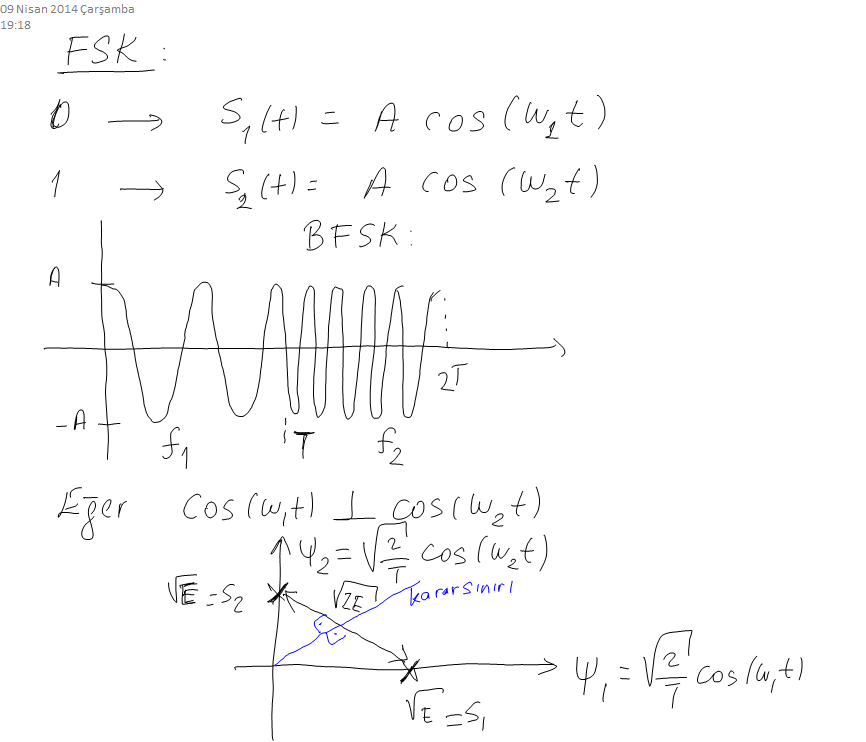 09 Nisan 2014 Çarşamba
19:18
FSK :
0 → S₁(t) = A cos(w₁t)
1 → S₂(t) = A cos(w₂t)
BFSK:
A
-A
f₁
T
f₂
2T
Eğer cos(w₁t) ⊥ cos(w₂t)
ψ₂ = √(2/T) cos(w₂t)
√E = S₂
√2E
karar sınırı
ψ₁ = √(2/T) cos(w₁t)
√E = S₁